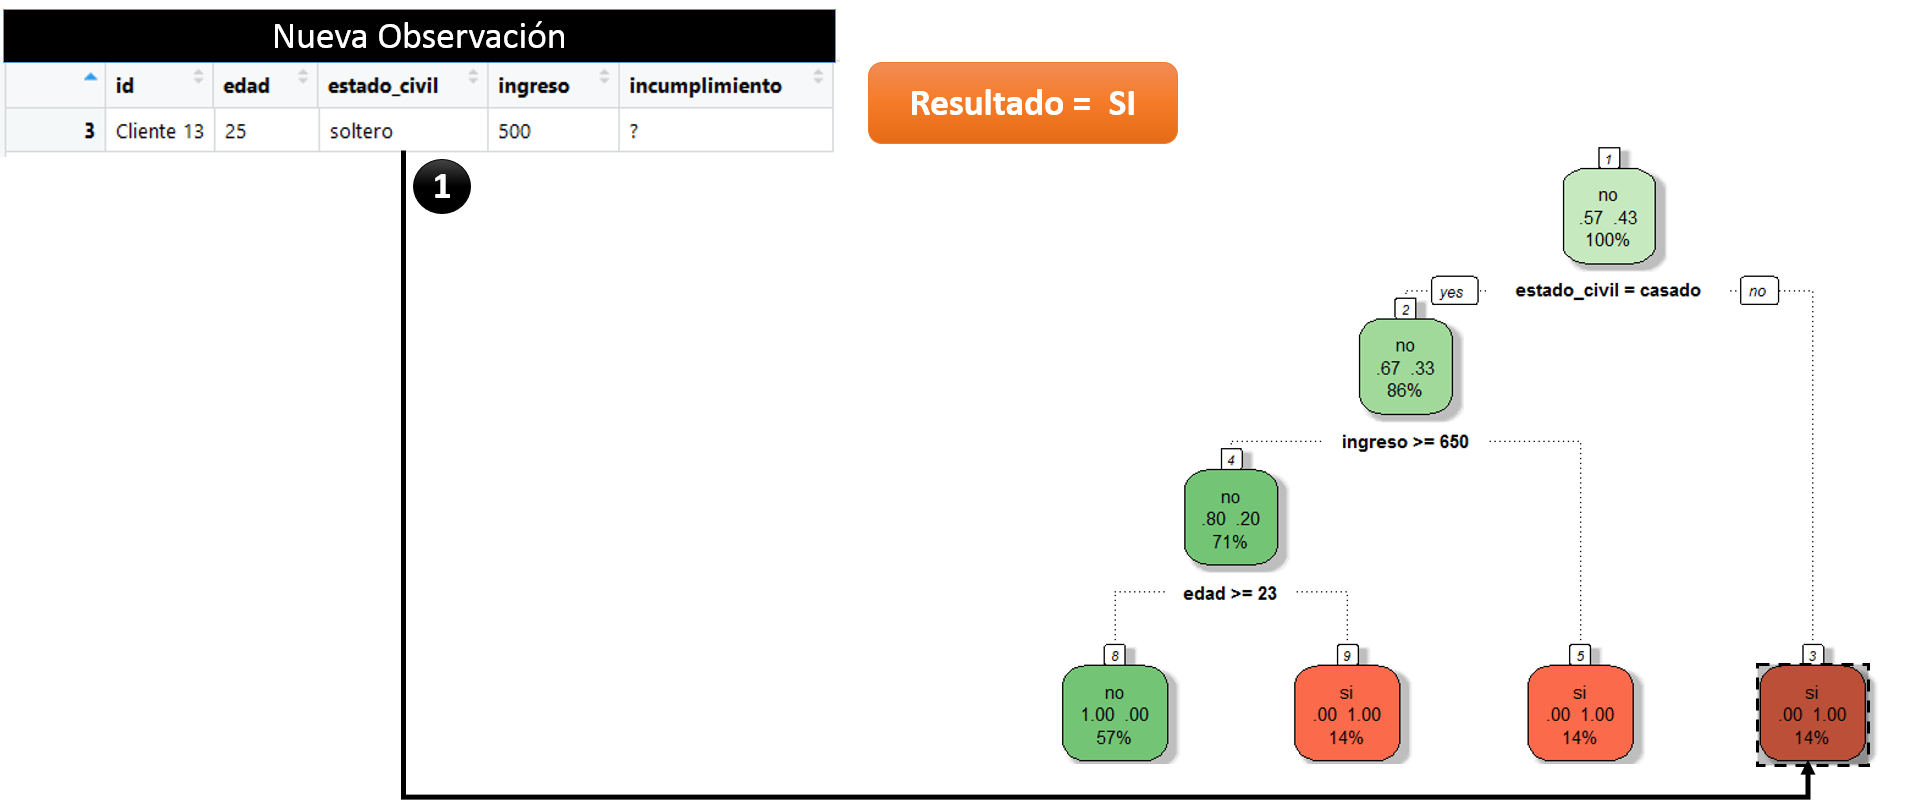 Nueva Observación
id edad estado_civil ingreso incumplimiento
3 Cliente 13 25 soltero 500 ?
Resultado = SI
1
1
no
.57 .43
100%
yes estado_civil = casado no
2
no
.67 .33
86%
ingreso >= 650
4
no
.80 .20
71%
edad >= 23
8
no
1.00 .00
57%
9
si
.00 1.00
14%
5
si
.00 1.00
14%
3
si
.00 1.00
14%